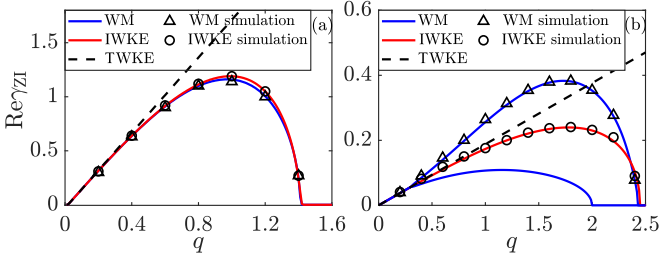 WM △ WM simulation (a)
IWKE ○ IWKE simulation
TWKE
Reγ_ZI
1.5
1
0.5
0
0 0.4 0.8 1.2 1.6
q
WM △ WM simulation (b)
IWKE ○ IWKE simulation
TWKE
0.6
0.4
0.2
0
0 0.5 1 1.5 2 2.5
q